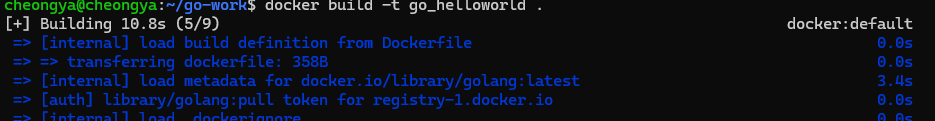 cheongya@cheongya:~/go-work$ docker build -t go_helloworld .
[+] Building 10.8s (5/9) docker:default
=> [internal] load build definition from Dockerfile 0.0s
=> => transferring dockerfile: 358B 0.0s
=> [internal] load metadata for docker.io/library/golang:latest 3.4s
=> [auth] library/golang:pull token for registry-1.docker.io 0.0s
=> [internal] load .dockerignore 0.0s